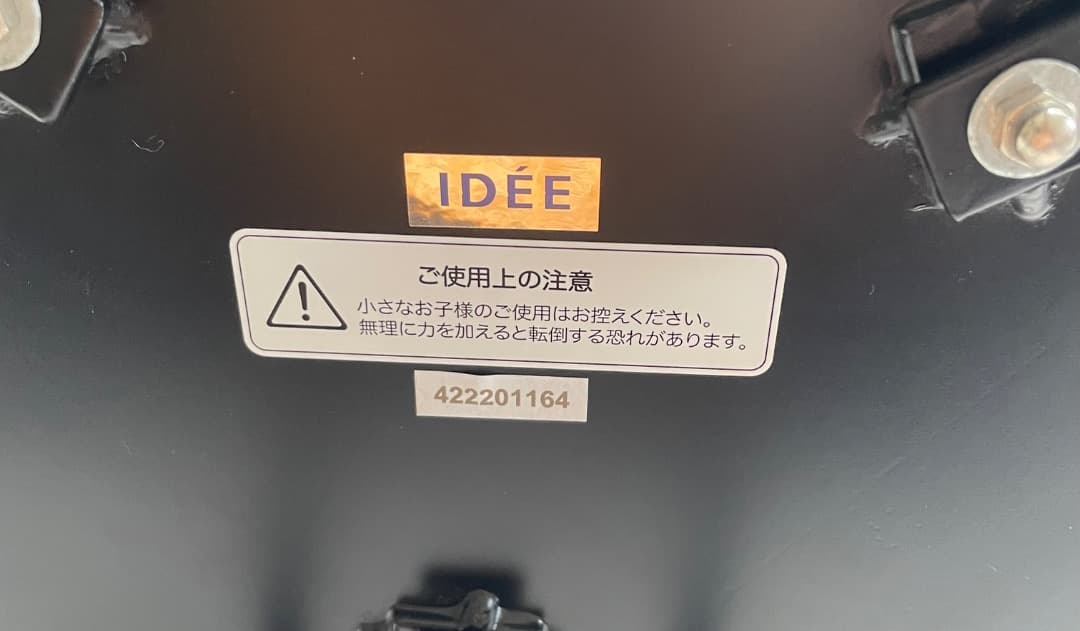 IDÉE
ご使用上の注意
小さなお子様のご使用はお控えください。
無理に力を加えると転倒する恐れがあります。
422201164